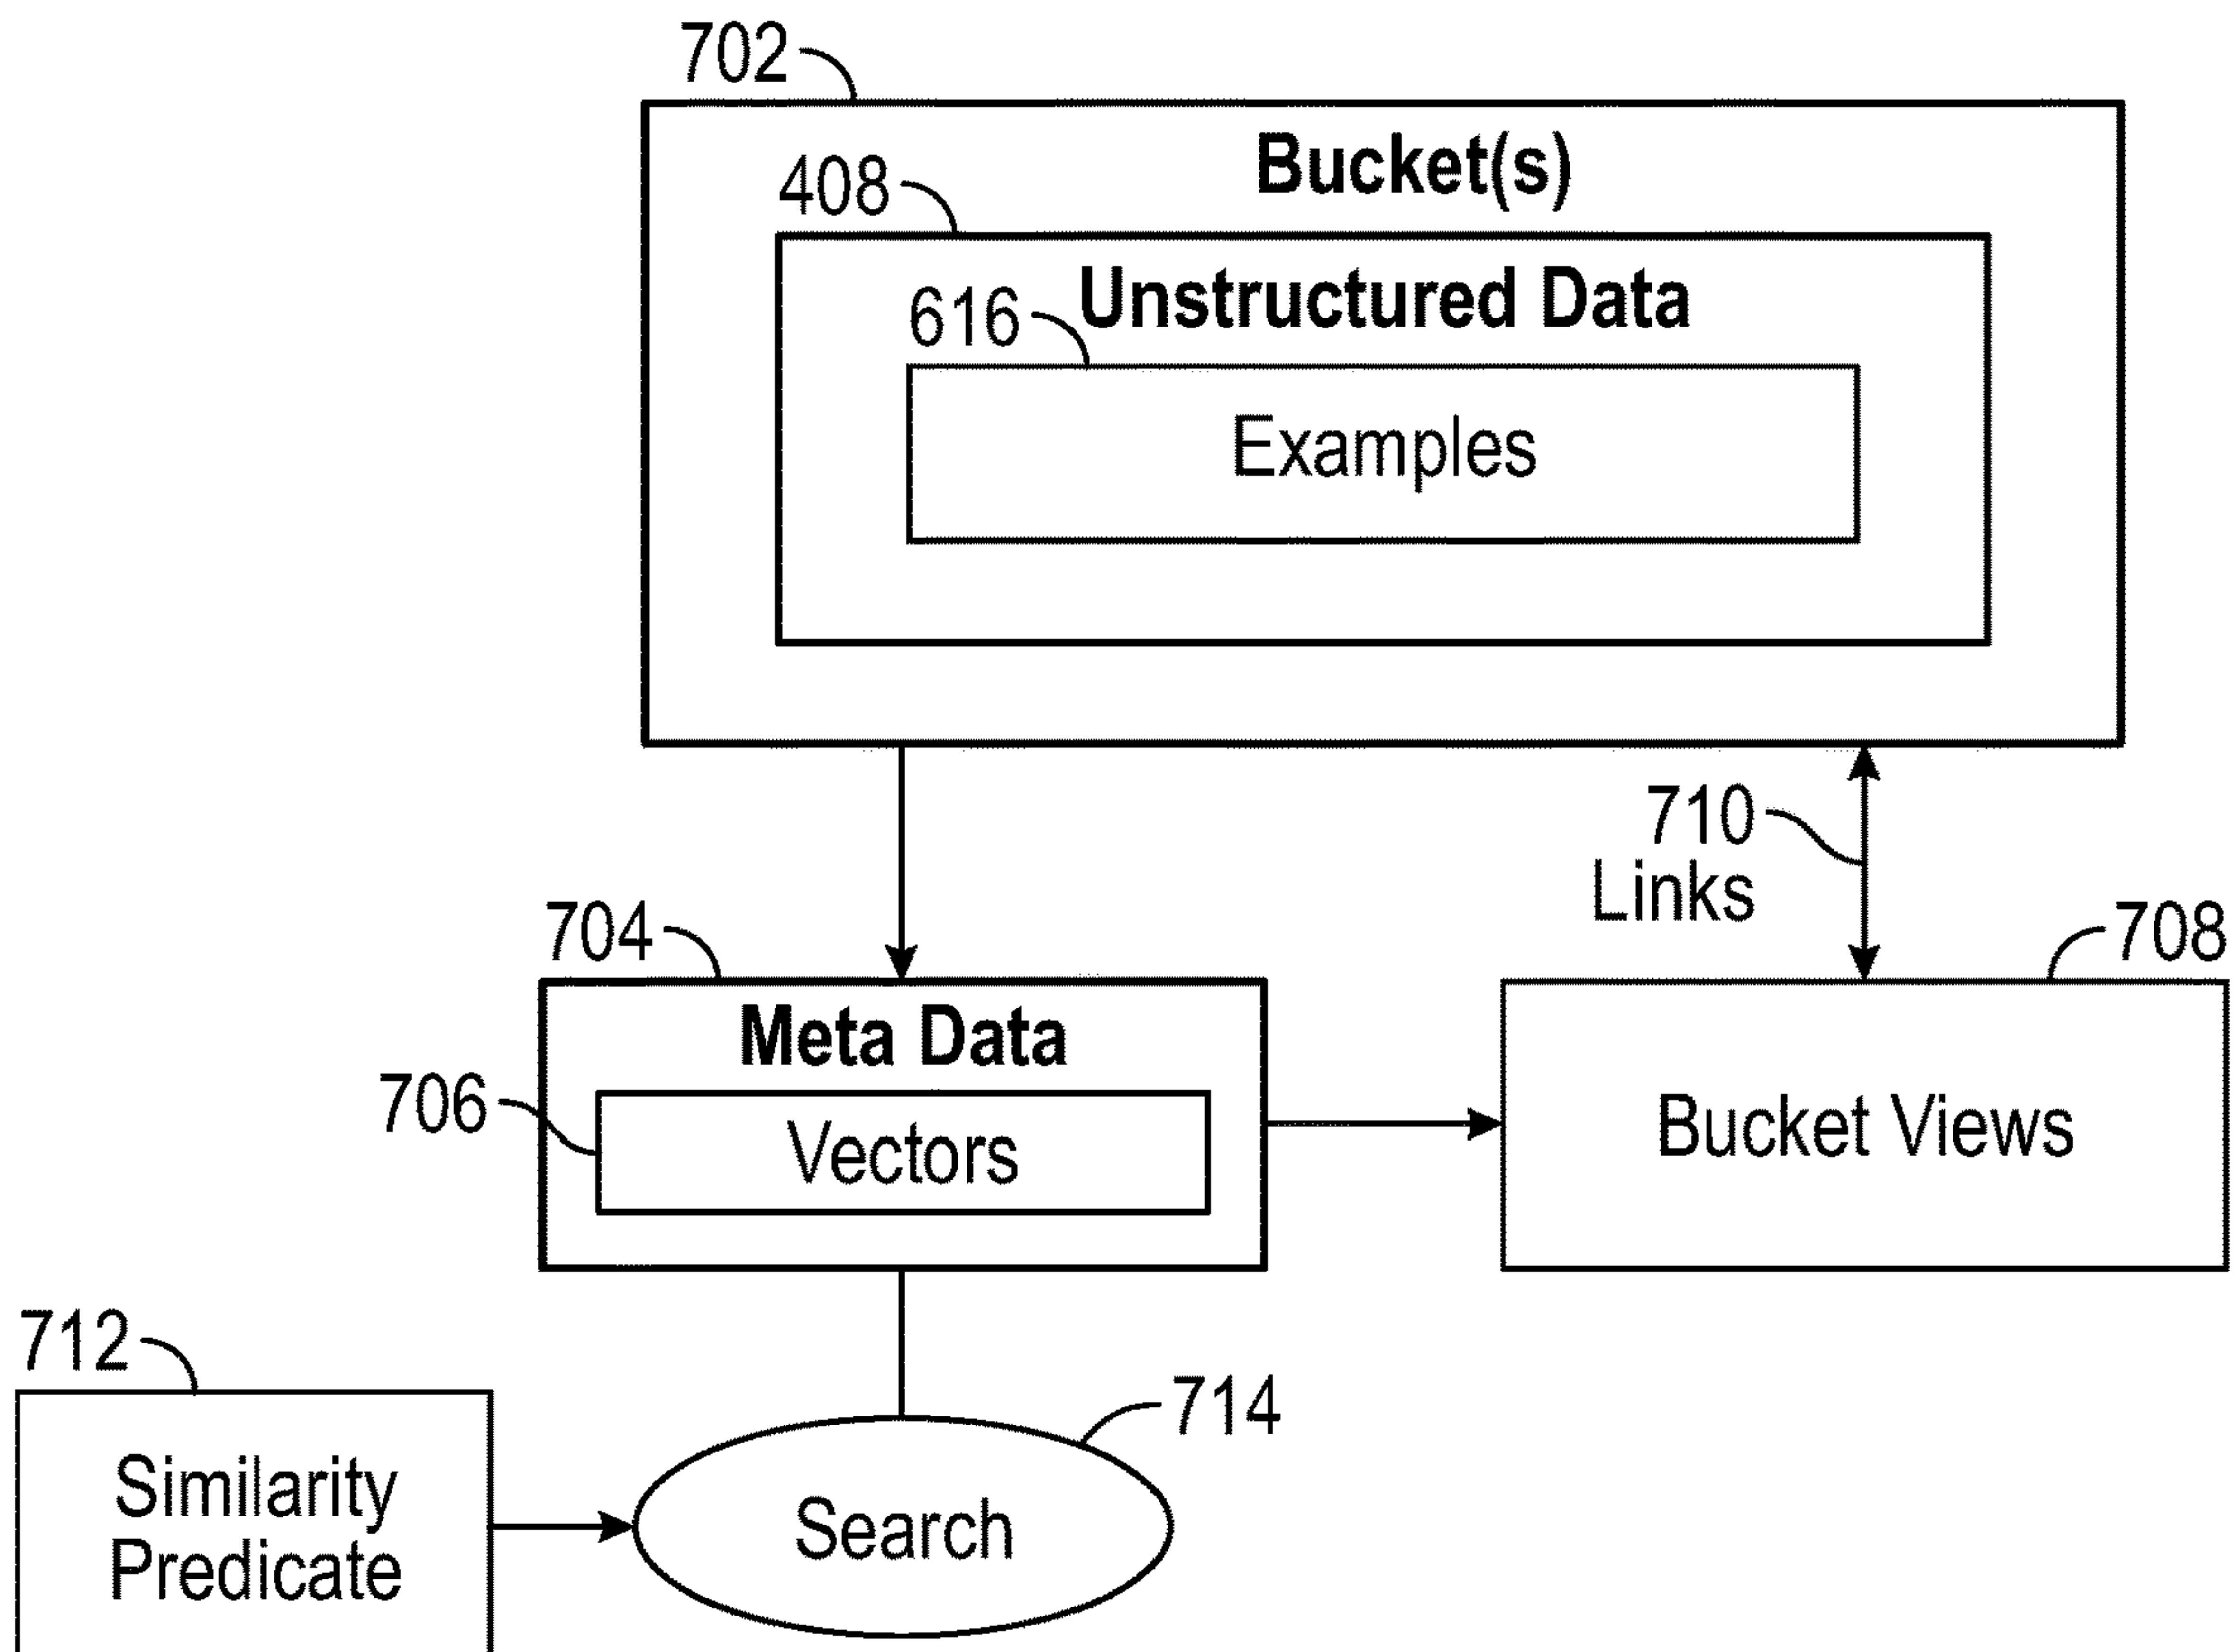 702
Bucket(s)
408
Unstructured Data
616
Examples
710
Links
704
708
Meta Data
706
Vectors
Bucket Views
712
714
Similarity
Predicate
Search